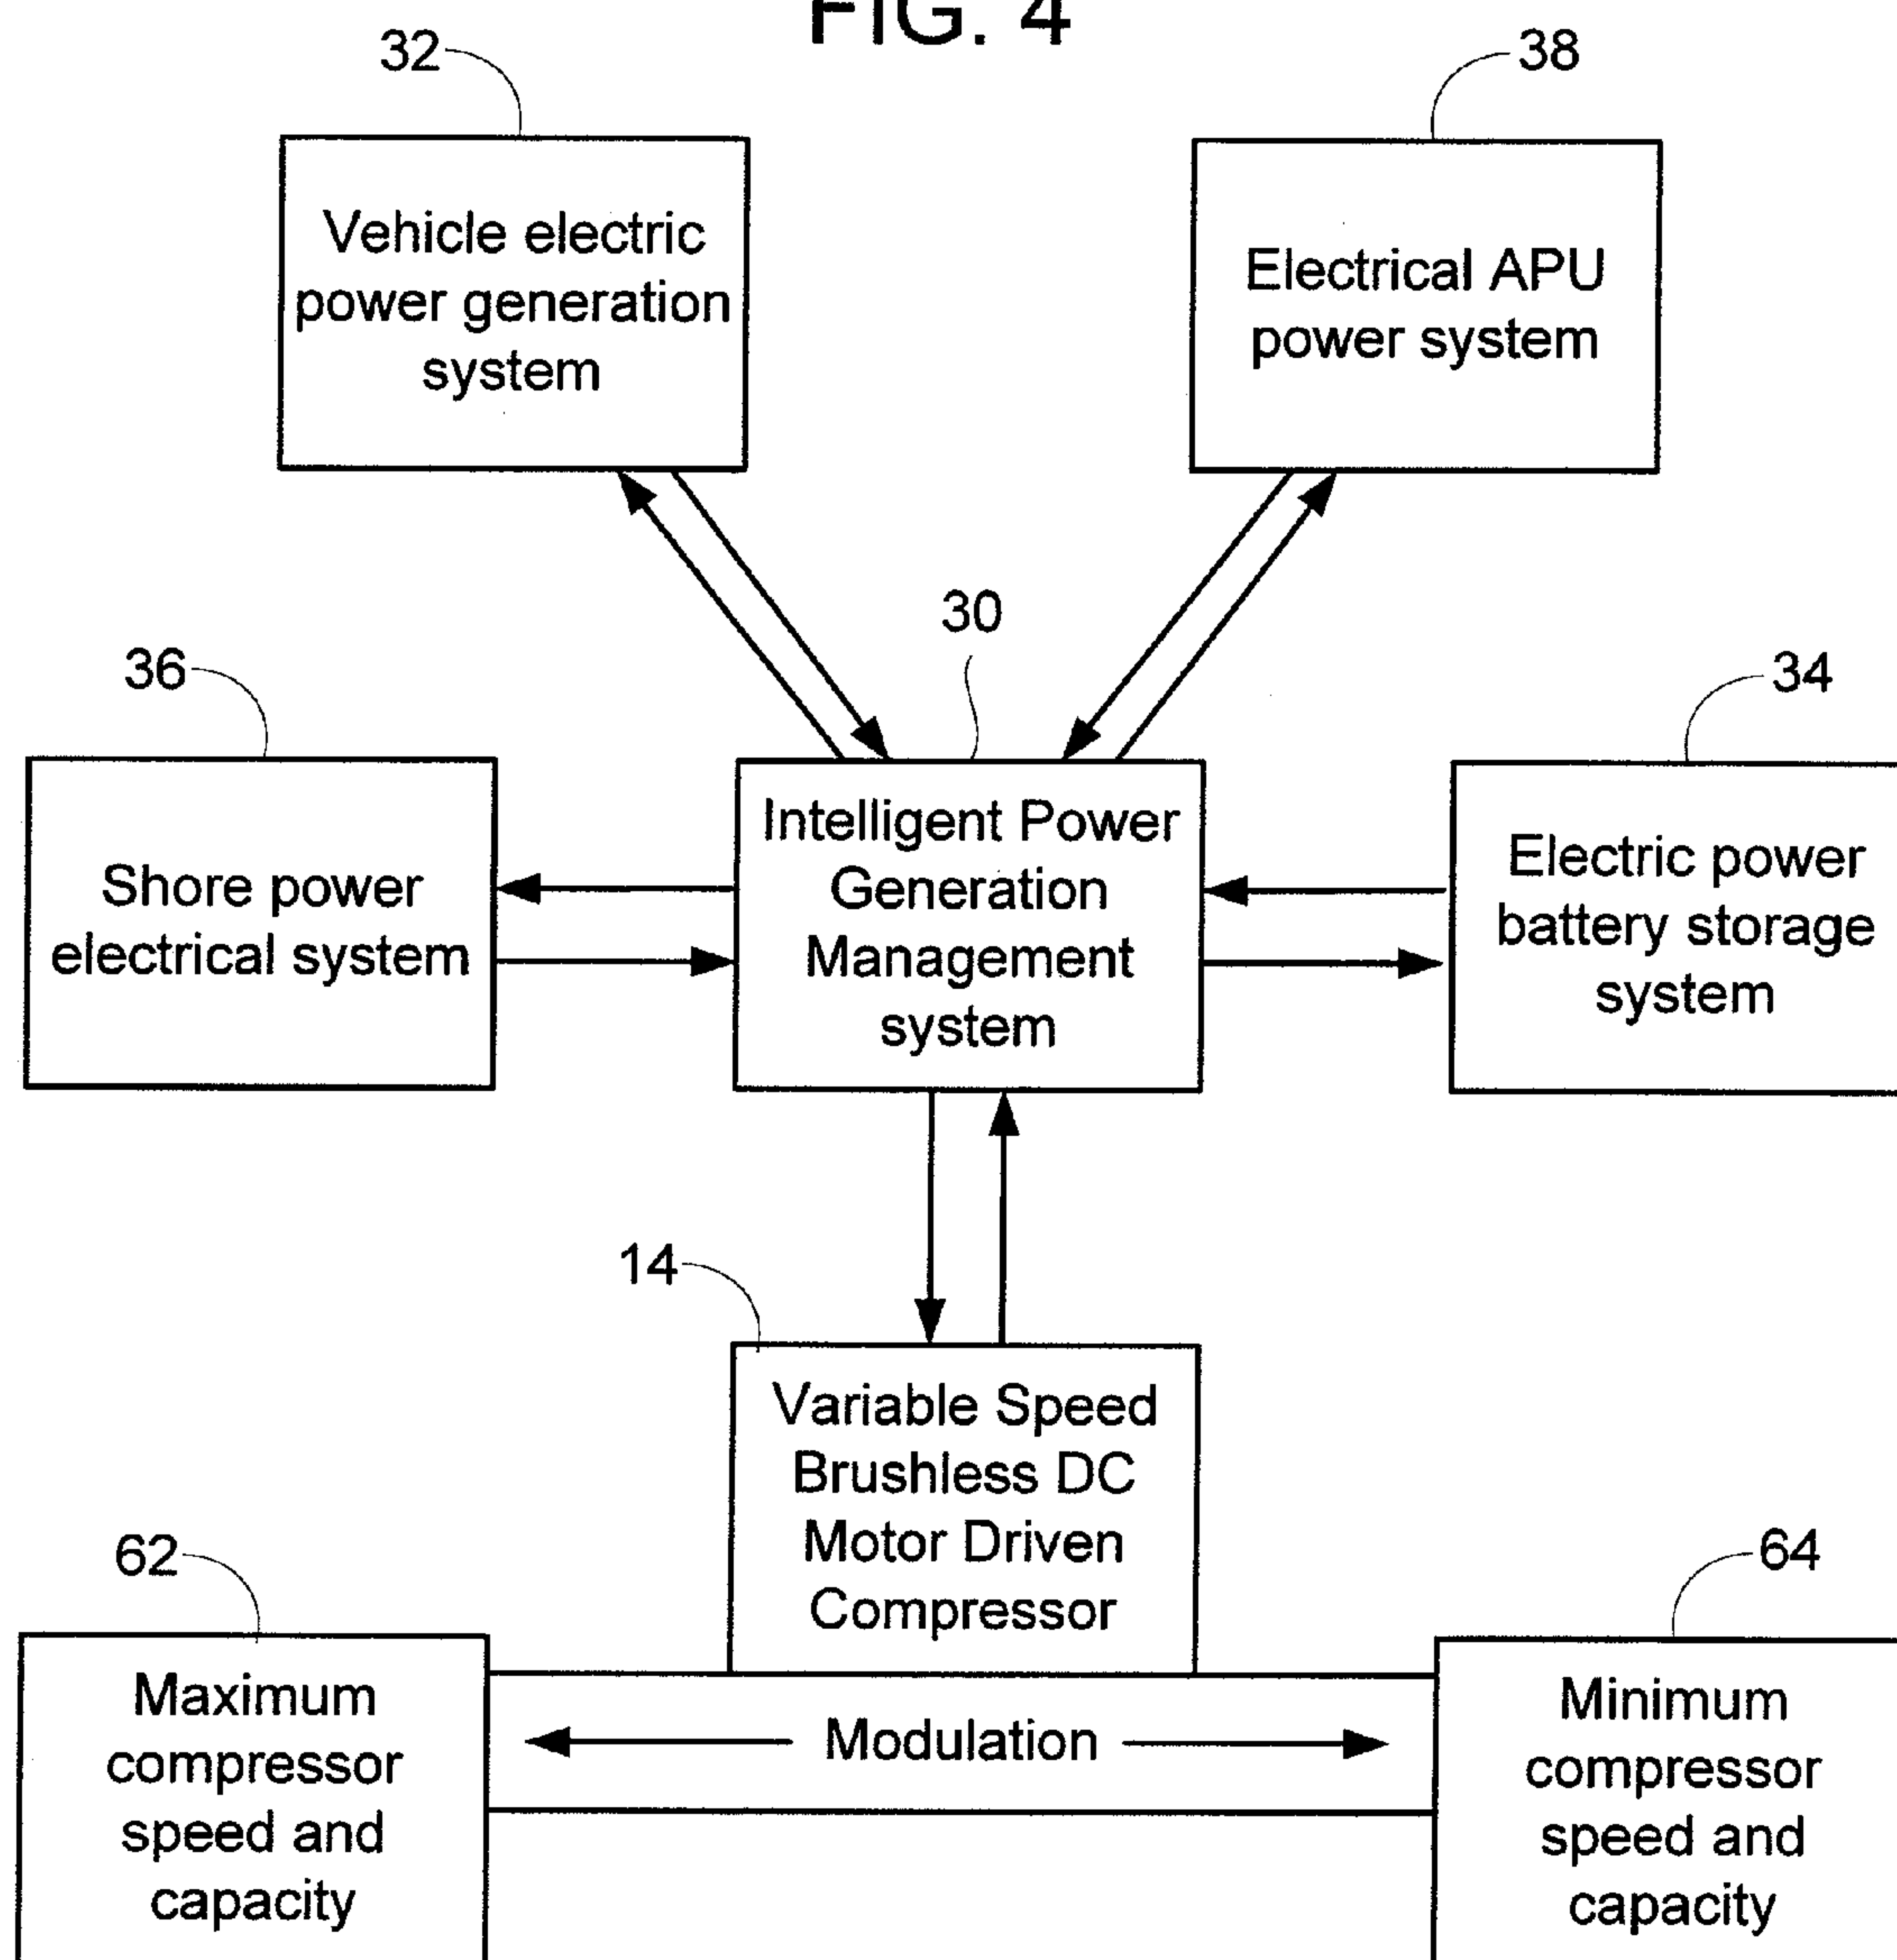 FIG. 4
32
38
Vehicle electric
power generation
system
Electrical APU
power system
30
36
34
Shore power
electrical system
Intelligent Power
Generation
Management
system
Electric power
battery storage
system
14
Variable Speed
Brushless DC
Motor Driven
Compressor
62
64
Maximum
compressor
speed and
capacity
Modulation
Minimum
compressor
speed and
capacity